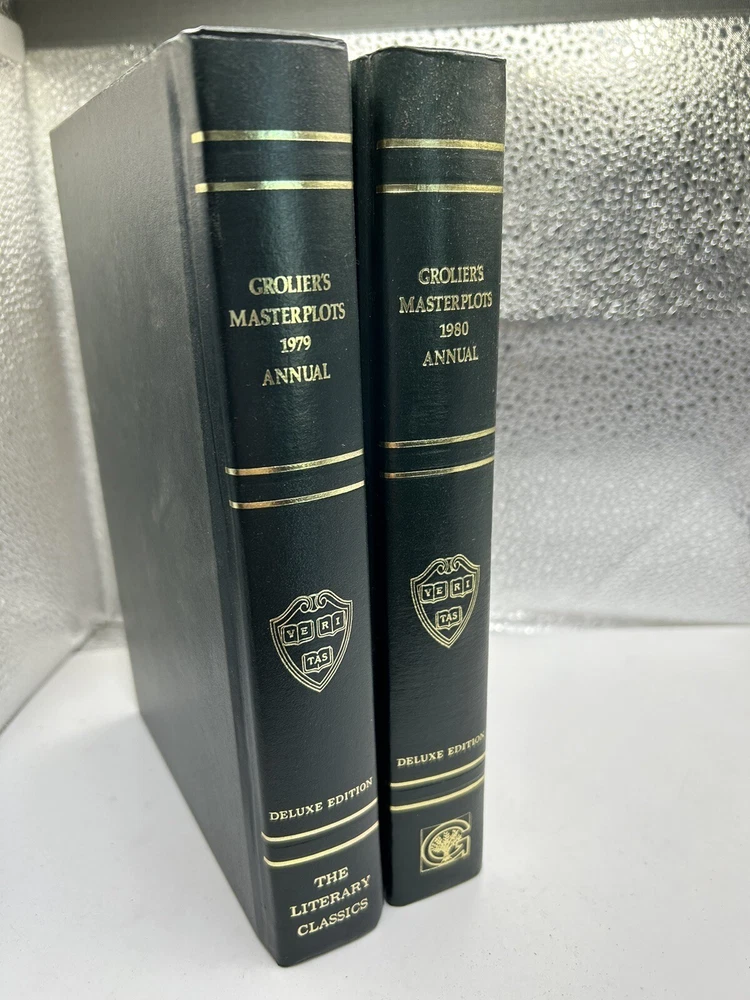 GROLIER'S
MASTERPLOTS
1979
ANNUAL
VE RI
TAS
DELUXE EDITION
THE
LITERARY
CLASSICS
GROLIER'S
MASTERPLOTS
1980
ANNUAL
VE RI
TAS
DELUXE EDITION
G